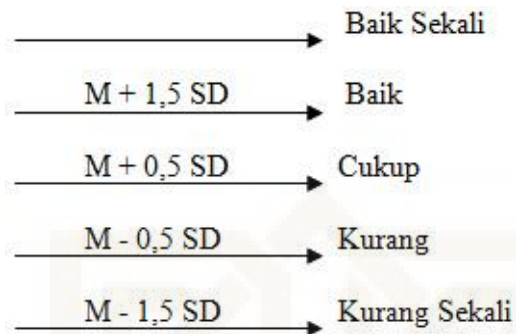 Baik Sekali
M + 1,5 SD Baik
M + 0,5 SD Cukup
M - 0,5 SD Kurang
M - 1,5 SD Kurang Sekali